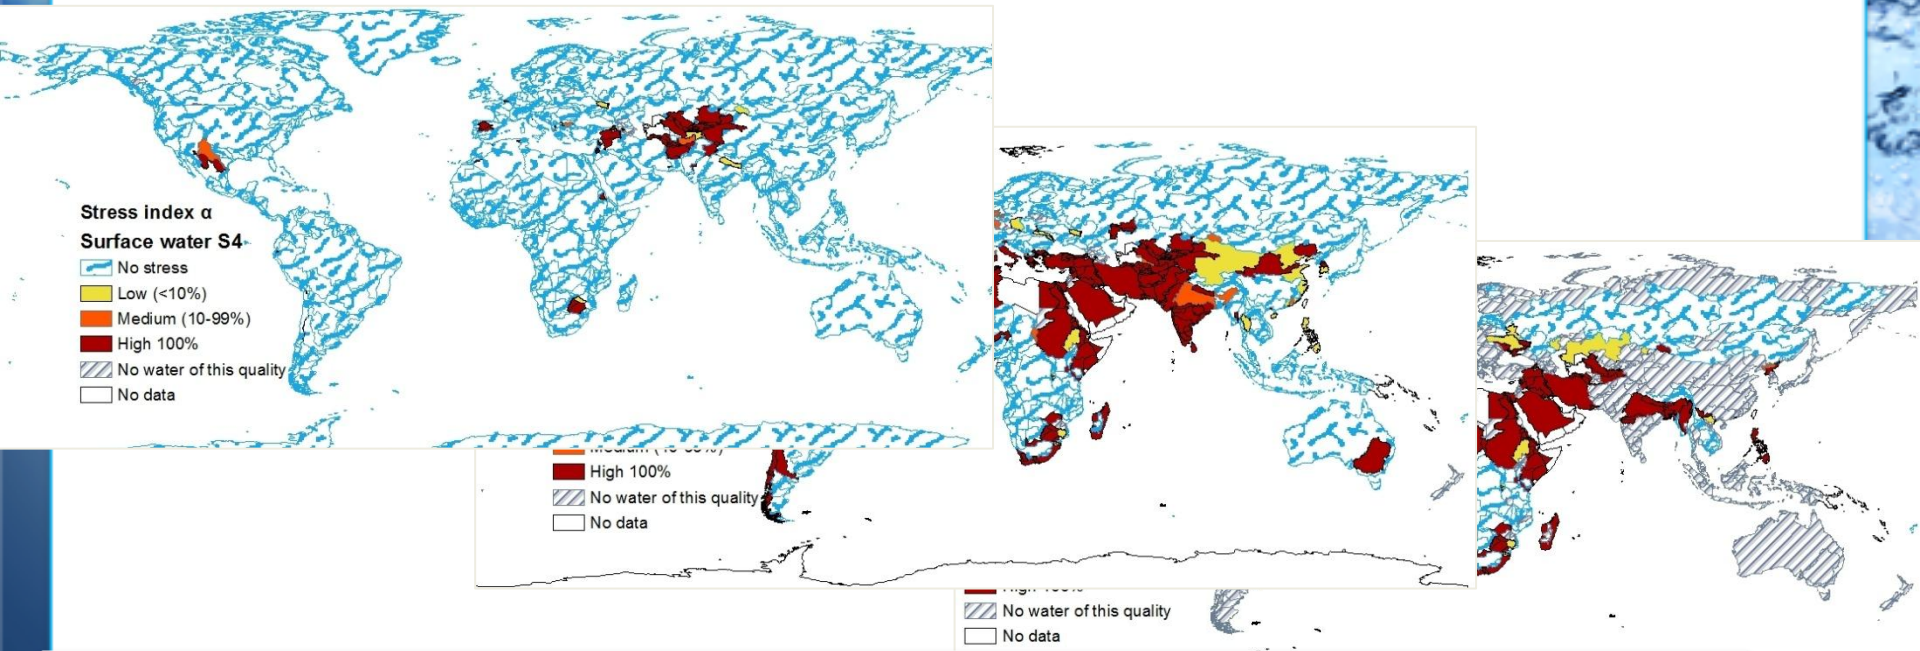 Stress index α
Surface water S4
No stress
Low (<10%)
Medium (10-99%)
High 100%
No water of this quality
No data
High 100%
No water of this quality
No data
No water of this quality
No data